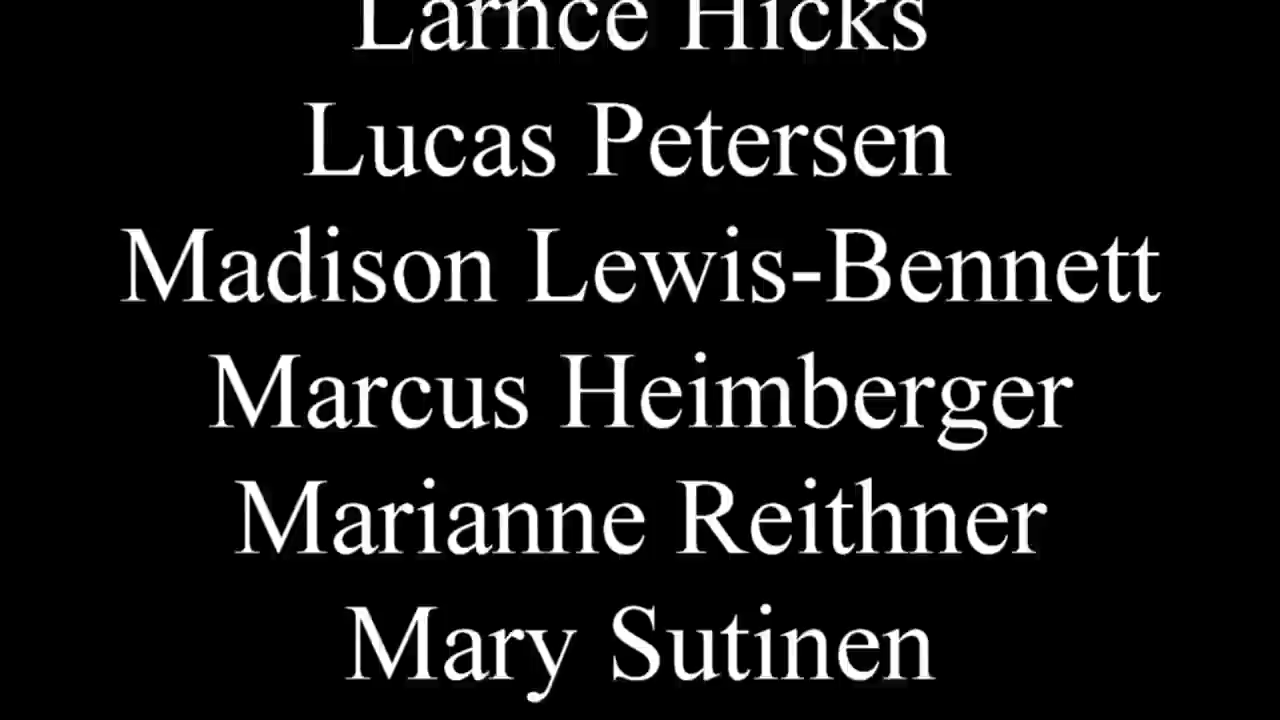 Larnce Hicks
Lucas Petersen
Madison Lewis-Bennett
Marcus Heimberger
Marianne Reithner
Mary Sutinen